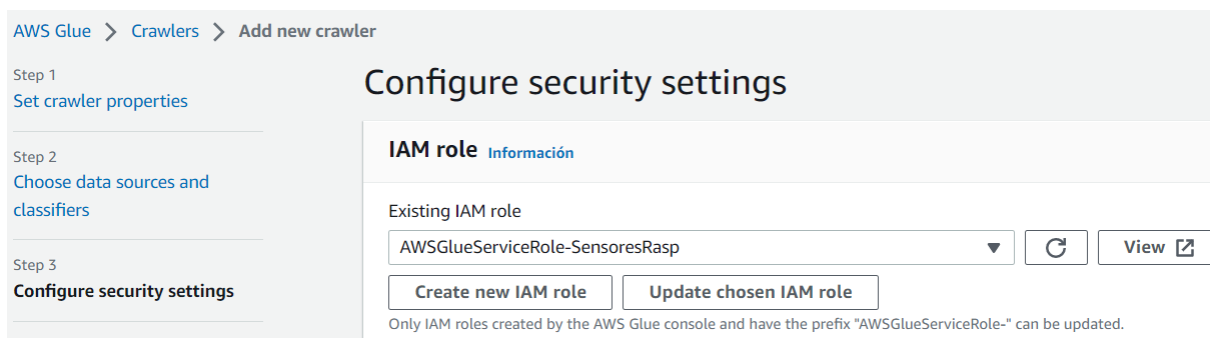 AWS Glue > Crawlers > Add new crawler
Step 1
Set crawler properties
Step 2
Choose data sources and
classifiers
Step 3
Configure security settings
Configure security settings
IAM role Información
Existing IAM role
AWSGlueServiceRole-SensoresRasp
View
Create new IAM role Update chosen IAM role
Only IAM roles created by the AWS Glue console and have the prefix "AWSGlueServiceRole-" can be updated.